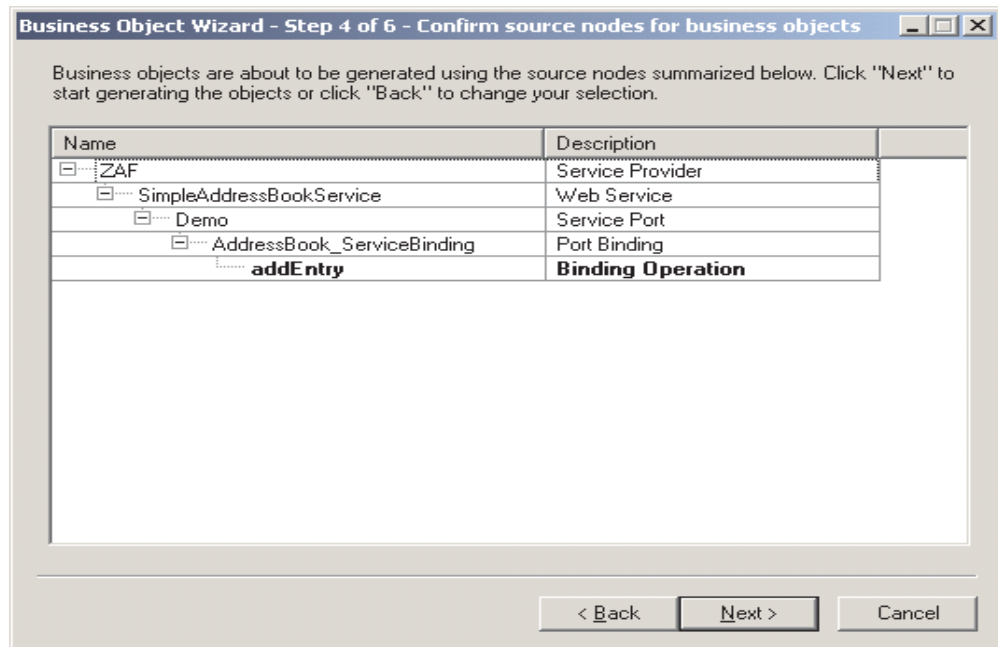 Business Object Wizard - Step 4 of 6 - Confirm source nodes for business objects
Business objects are about to be generated using the source nodes summarized below. Click "Next" to
start generating the objects or click "Back" to change your selection.
Name Description
ZAF Service Provider
SimpleAddressBookService Web Service
Demo Service Port
AddressBook_ServiceBinding Port Binding
addEntry Binding Operation
< Back Next > Cancel